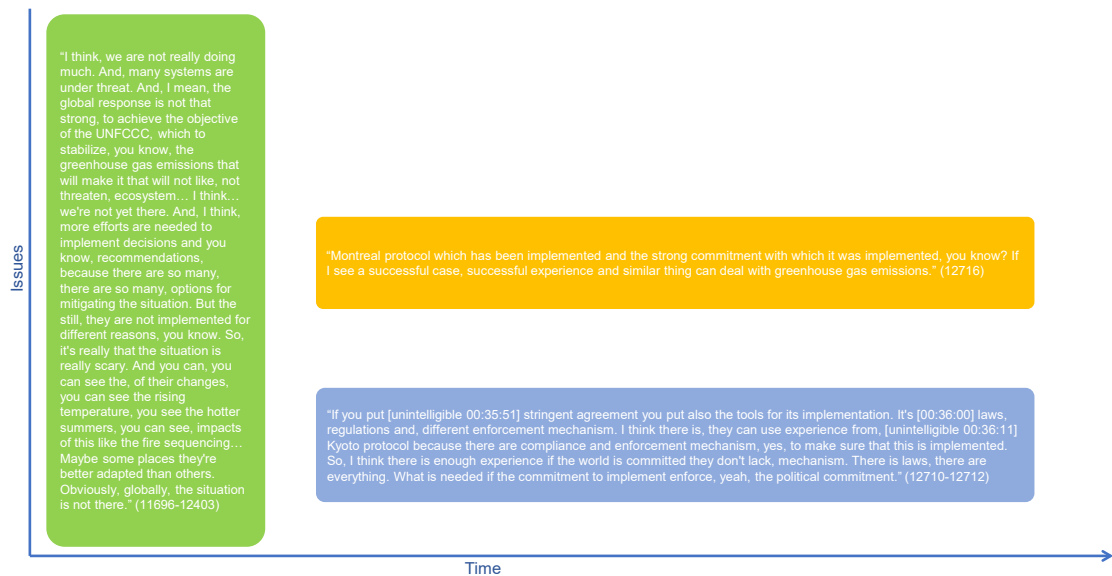 “I think, we are not really doing
much. And, many systems are
under threat. And, I mean, the
global response is not that
strong, to achieve the objective
of the UNFCCC, which to
stabilize, you know, the
greenhouse gas emissions that
will make it that will not like, not
threaten, ecosystem… I think…
we're not yet there. And, I think,
more efforts are needed to
implement decisions and you
know, recommendations,
because there are so many,
there are so many, options for
mitigating the situation. But the
still, they are not implemented for
different reasons, you know. So,
it's really that the situation is
really scary. And you can, you
can see the, of their changes,
you can see the rising
temperature, you see the hotter
summers, you can see, impacts
of this like the fire sequencing…
Maybe some places they're
better adapted than others.
Obviously, globally, the situation
is not there.” (11696-12403)
“Montreal protocol which has been implemented and the strong commitment with which it was implemented, you know? If
I see a successful case, successful experience and similar thing can deal with greenhouse gas emissions.” (12716)
“If you put [unintelligible 00:35:51] stringent agreement you put also the tools for its implementation. It's [00:36:00] laws,
regulations and, different enforcement mechanism. I think there is, they can use experience from, [unintelligible 00:36:11]
Kyoto protocol because there are compliance and enforcement mechanism, yes, to make sure that this is implemented.
So, I think there is enough experience if the world is committed they don't lack, mechanism. There is laws, there are
everything. What is needed if the commitment to implement enforce, yeah, the political commitment.” (12710-12712)
Issues
Time